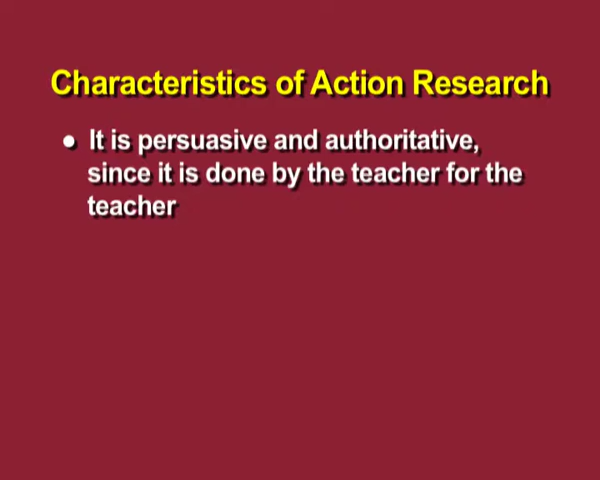 Characteristics of Action Research
● It is persuasive and authoritative,
since it is done by the teacher for the
teacher